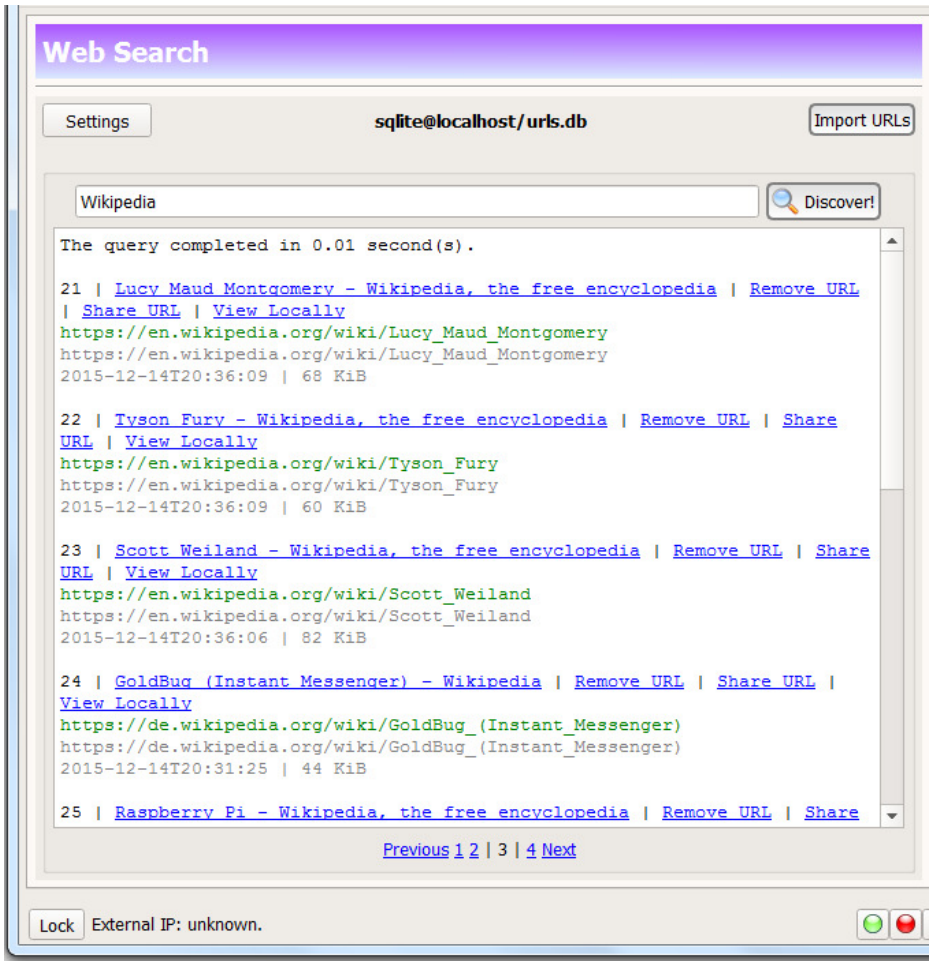 Web Search
Settings
sqlite@localhost/urls.db
Import URLs
Wikipedia
Discover!
The query completed in 0.01 second(s).
21 | Lucy Maud Montgomery - Wikipedia, the free encyclopedia | Remove URL
| Share URL | View Locally
https://en.wikipedia.org/wiki/Lucy_Maud_Montgomery
https://en.wikipedia.org/wiki/Lucy_Maud_Montgomery
2015-12-14T20:36:09 | 68 KiB
22 | Tyson Fury - Wikipedia, the free encyclopedia | Remove URL | Share
URL | View Locally
https://en.wikipedia.org/wiki/Tyson_Fury
https://en.wikipedia.org/wiki/Tyson_Fury
2015-12-14T20:36:09 | 60 KiB
23 | Scott Weiland - Wikipedia, the free encyclopedia | Remove URL | Share
URL | View Locally
https://en.wikipedia.org/wiki/Scott_Weiland
https://en.wikipedia.org/wiki/Scott_Weiland
2015-12-14T20:36:06 | 82 KiB
24 | GoldBug (Instant Messenger) - Wikipedia | Remove URL | Share URL |
View Locally
https://de.wikipedia.org/wiki/GoldBug_(Instant_Messenger)
https://de.wikipedia.org/wiki/GoldBug_(Instant_Messenger)
2015-12-14T20:31:25 | 44 KiB
25 | Raspberry Pi - Wikipedia, the free encyclopedia | Remove URL | Share
Previous 1 2 | 3 | 4 Next
Lock
External IP: unknown.